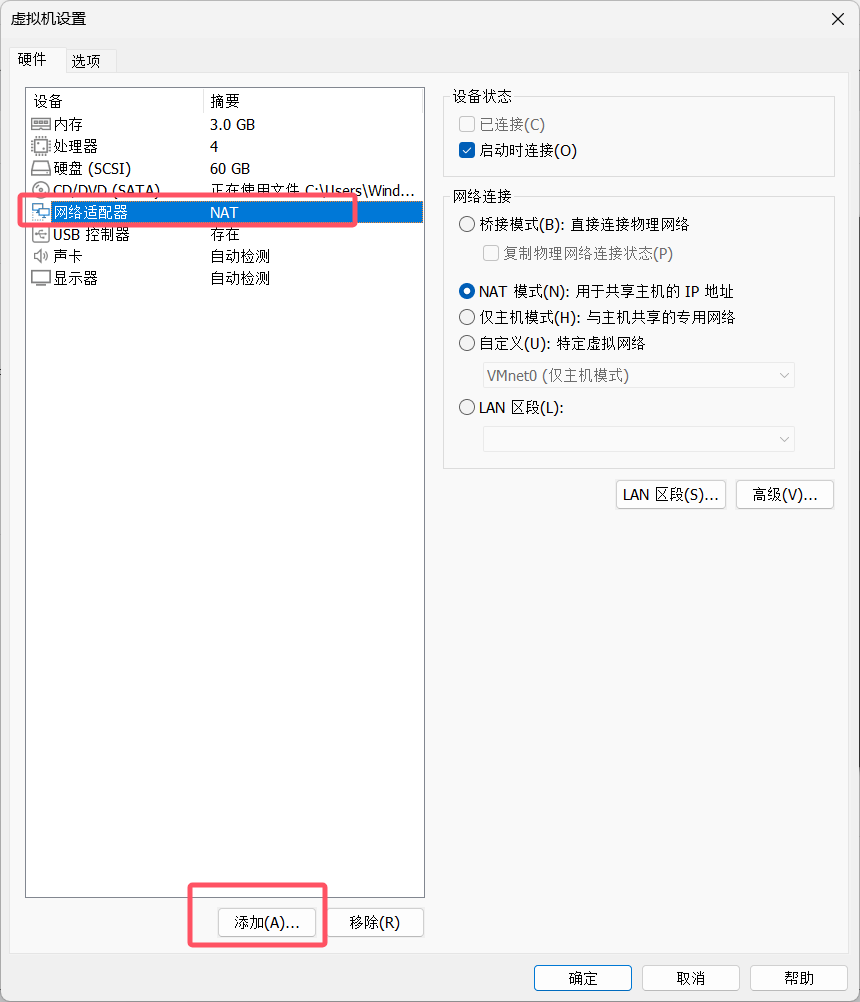 虚拟机设置
硬件 选项
设备 摘要
内存 3.0 GB
处理器 4
硬盘 (SCSI) 60 GB
CD/DVD (SATA) 正在使用文件 C:\Users\Wind...
网络适配器 NAT
USB 控制器 存在
声卡 自动检测
显示器 自动检测
添加(A)... 移除(R)
设备状态
已连接(C)
启动时连接(O)
网络连接
桥接模式(B): 直接连接物理网络
复制物理网络连接状态(P)
NAT 模式(N): 用于共享主机的 IP 地址
仅主机模式(H): 与主机共享的专用网络
自定义(U): 特定虚拟网络
VMnet0 (仅主机模式)
LAN 区段(L):
LAN 区段(S)... 高级(V)...
确定 取消 帮助